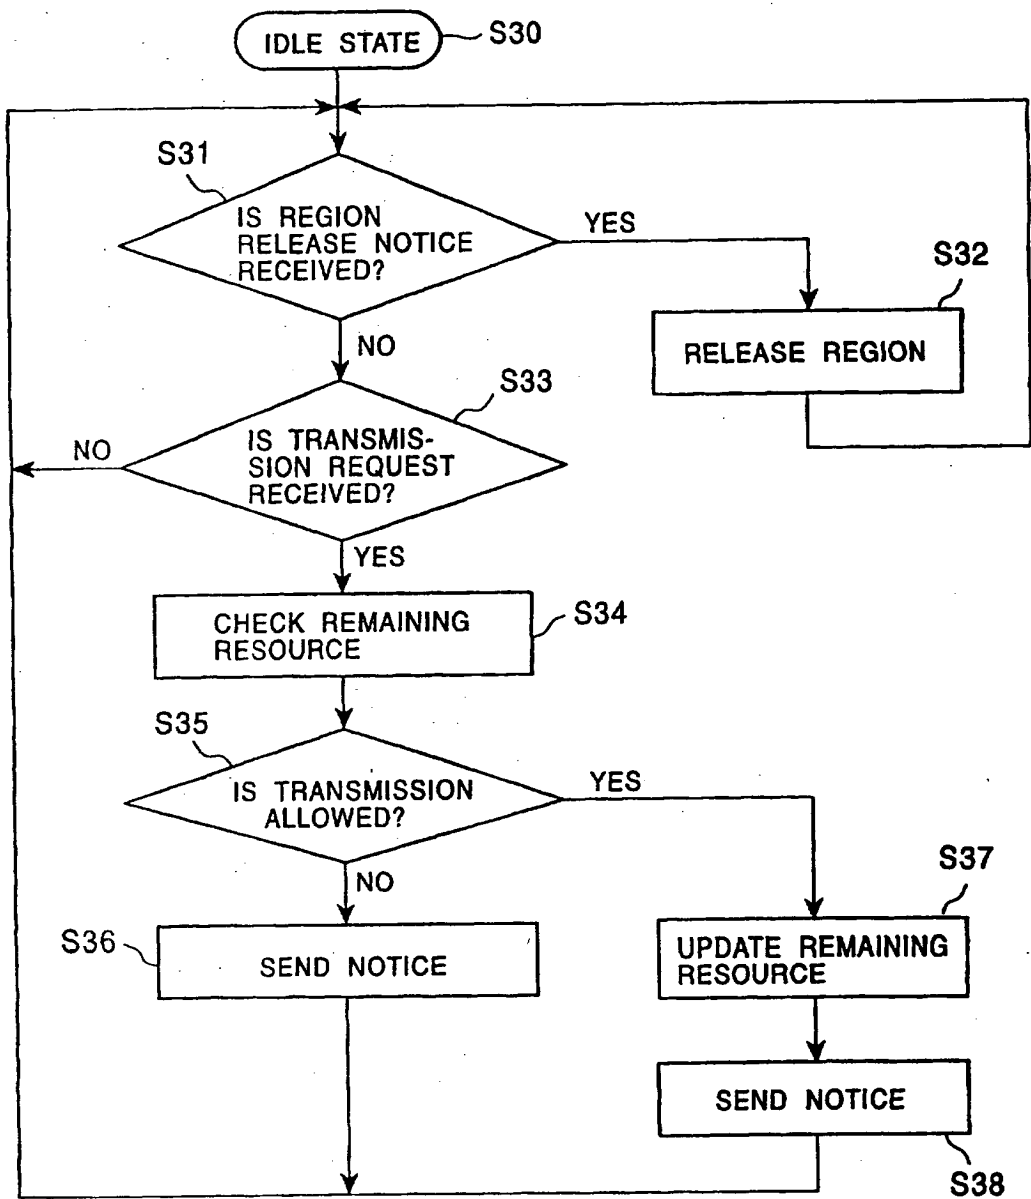 IDLE STATE
S30
S31
IS REGION
RELEASE NOTICE
RECEIVED?
YES
S32
RELEASE REGION
NO
S33
NO
IS TRANSMIS-
SION REQUEST
RECEIVED?
YES
CHECK REMAINING
RESOURCE
S34
S35
IS TRANSMISSION
ALLOWED?
YES
NO
S37
S36
SEND NOTICE
UPDATE REMAINING
RESOURCE
SEND NOTICE
S38